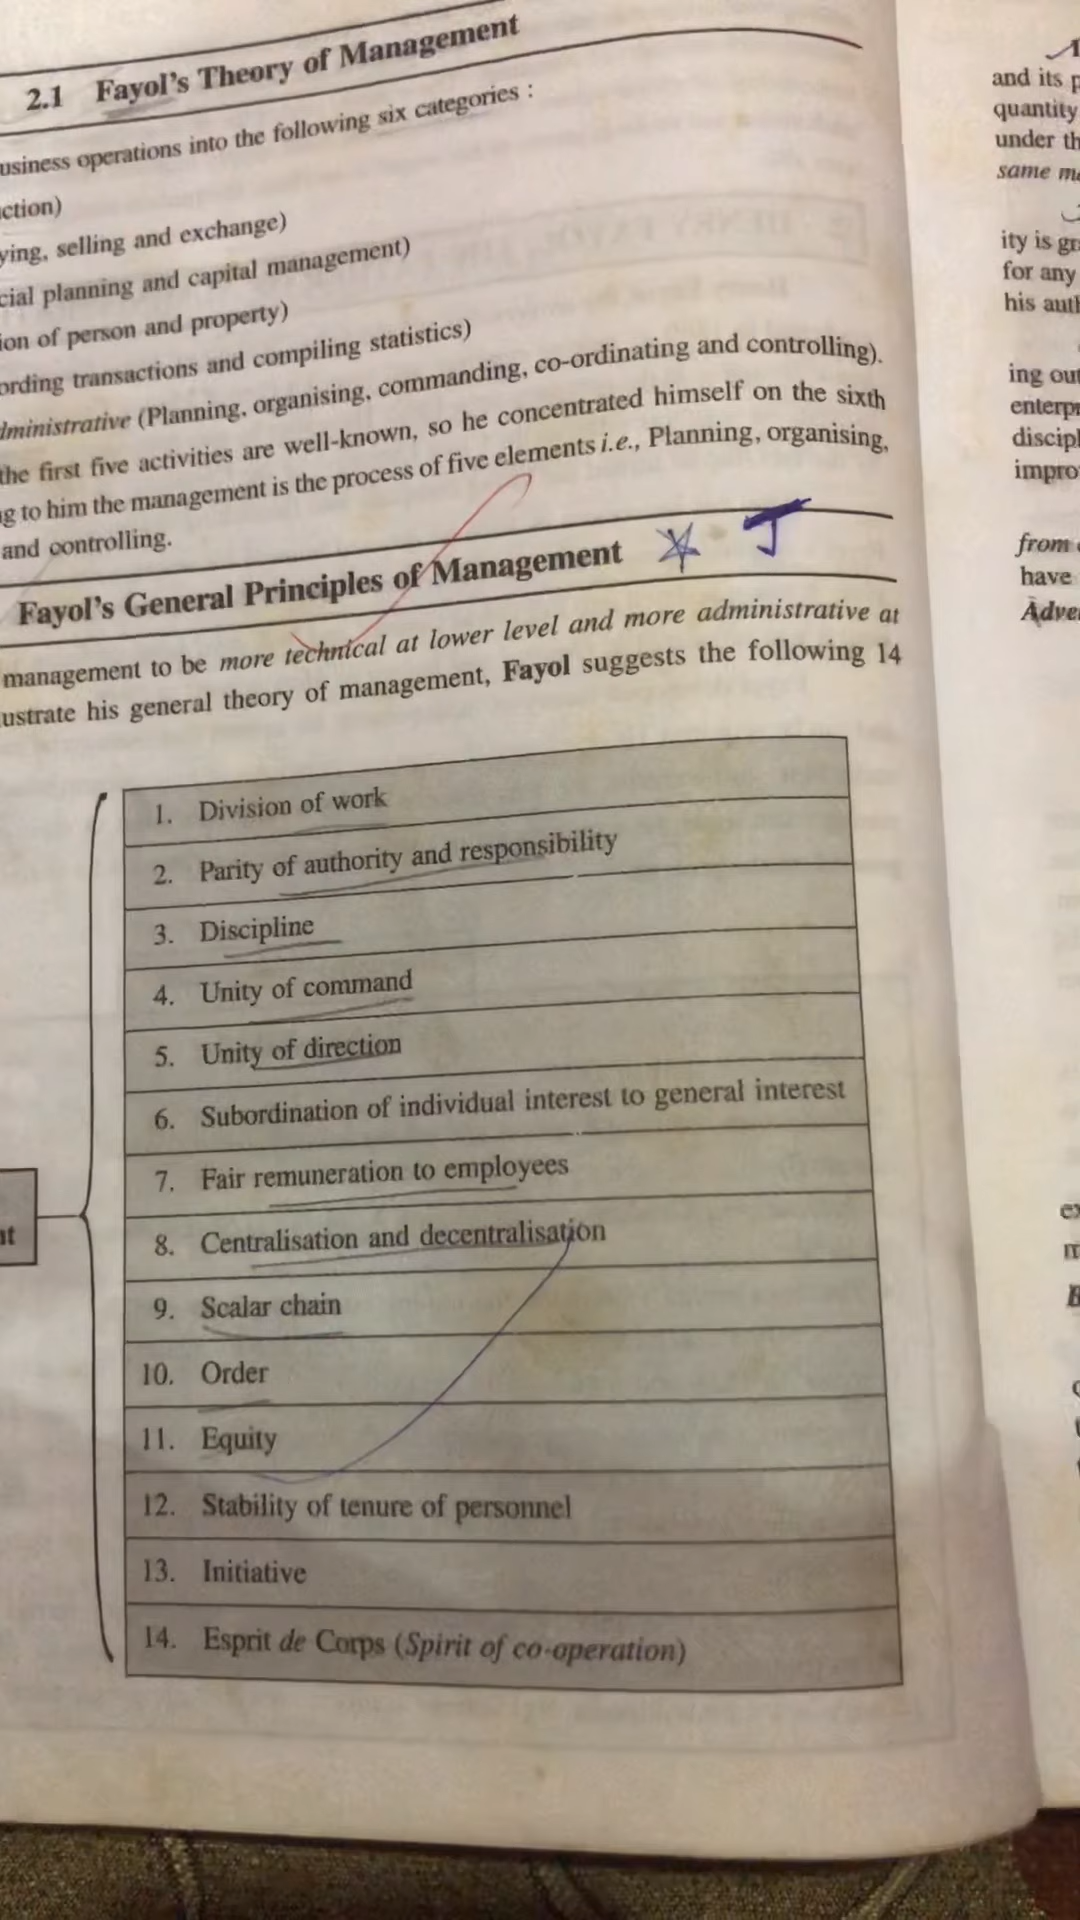 2.1 Fayol's Theory of Management
usiness operations into the following six categories :
ction)
ying, selling and exchange)
cial planning and capital management)
ion of person and property)
ording transactions and compiling statistics)
dministrative (Planning, organising, commanding, co-ordinating and controlling).
the first five activities are well-known, so he concentrated himself on the sixth
g to him the management is the process of five elements i.e., Planning, organising,
and controlling.
Fayol's General Principles of Management
management to be more technical at lower level and more administrative at
ustrate his general theory of management, Fayol suggests the following 14
1. Division of work
2. Parity of authority and responsibility
3. Discipline
4. Unity of command
5. Unity of direction
6. Subordination of individual interest to general interest
7. Fair remuneration to employees
8. Centralisation and decentralisation
9. Scalar chain
10. Order
11. Equity
12. Stability of tenure of personnel
13. Initiative
14. Esprit de Corps (Spirit of co-operation)
nt
and its p
quantity
under th
same ma
ity is gr
for any
his auth
ing out
enterpr
discipl
impro
from
have
Adve
ex
m